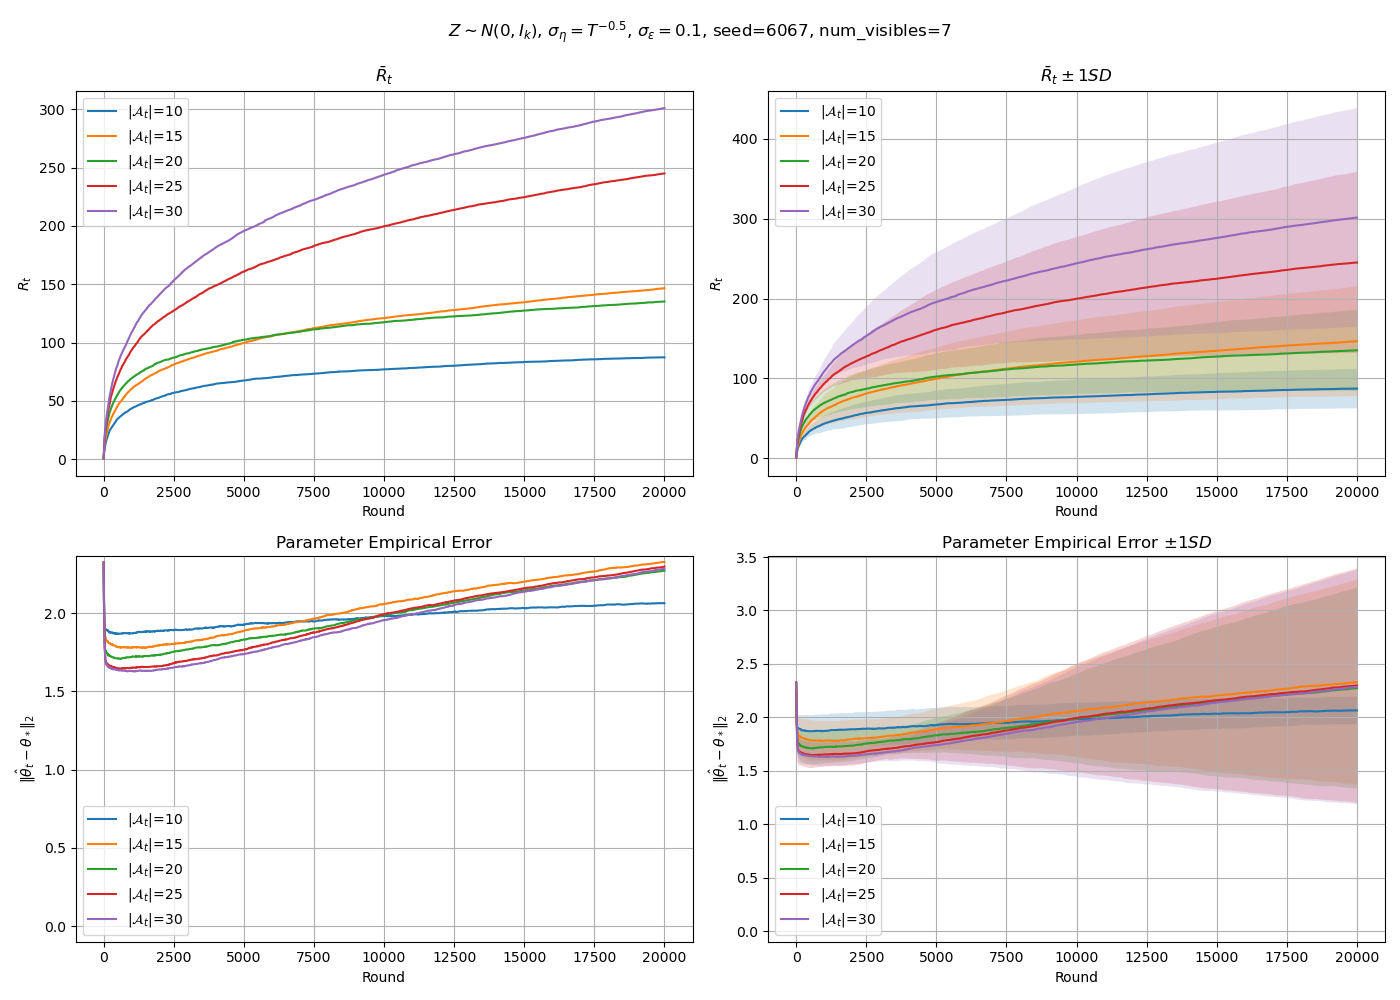 Z ∼ N(0, I_k), σ_η = T^{−0.5}, σ_ε = 0.1, seed=6067, num_visibles=7
R̄_t
300
250
200
150
100
50
0
R_t
|𝒜_t|=10
|𝒜_t|=15
|𝒜_t|=20
|𝒜_t|=25
|𝒜_t|=30
0 2500 5000 7500 10000 12500 15000 17500 20000
Round
R̄_t ± 1SD
400
300
200
100
0
R_t
|𝒜_t|=10
|𝒜_t|=15
|𝒜_t|=20
|𝒜_t|=25
|𝒜_t|=30
0 2500 5000 7500 10000 12500 15000 17500 20000
Round
Parameter Empirical Error
2.0
1.5
1.0
0.5
0.0
‖θ̂_t − θ_*‖_2
|𝒜_t|=10
|𝒜_t|=15
|𝒜_t|=20
|𝒜_t|=25
|𝒜_t|=30
0 2500 5000 7500 10000 12500 15000 17500 20000
Round
Parameter Empirical Error ±1SD
3.5
3.0
2.5
2.0
1.5
1.0
0.5
0.0
‖θ̂_t − θ_*‖_2
|𝒜_t|=10
|𝒜_t|=15
|𝒜_t|=20
|𝒜_t|=25
|𝒜_t|=30
0 2500 5000 7500 10000 12500 15000 17500 20000
Round